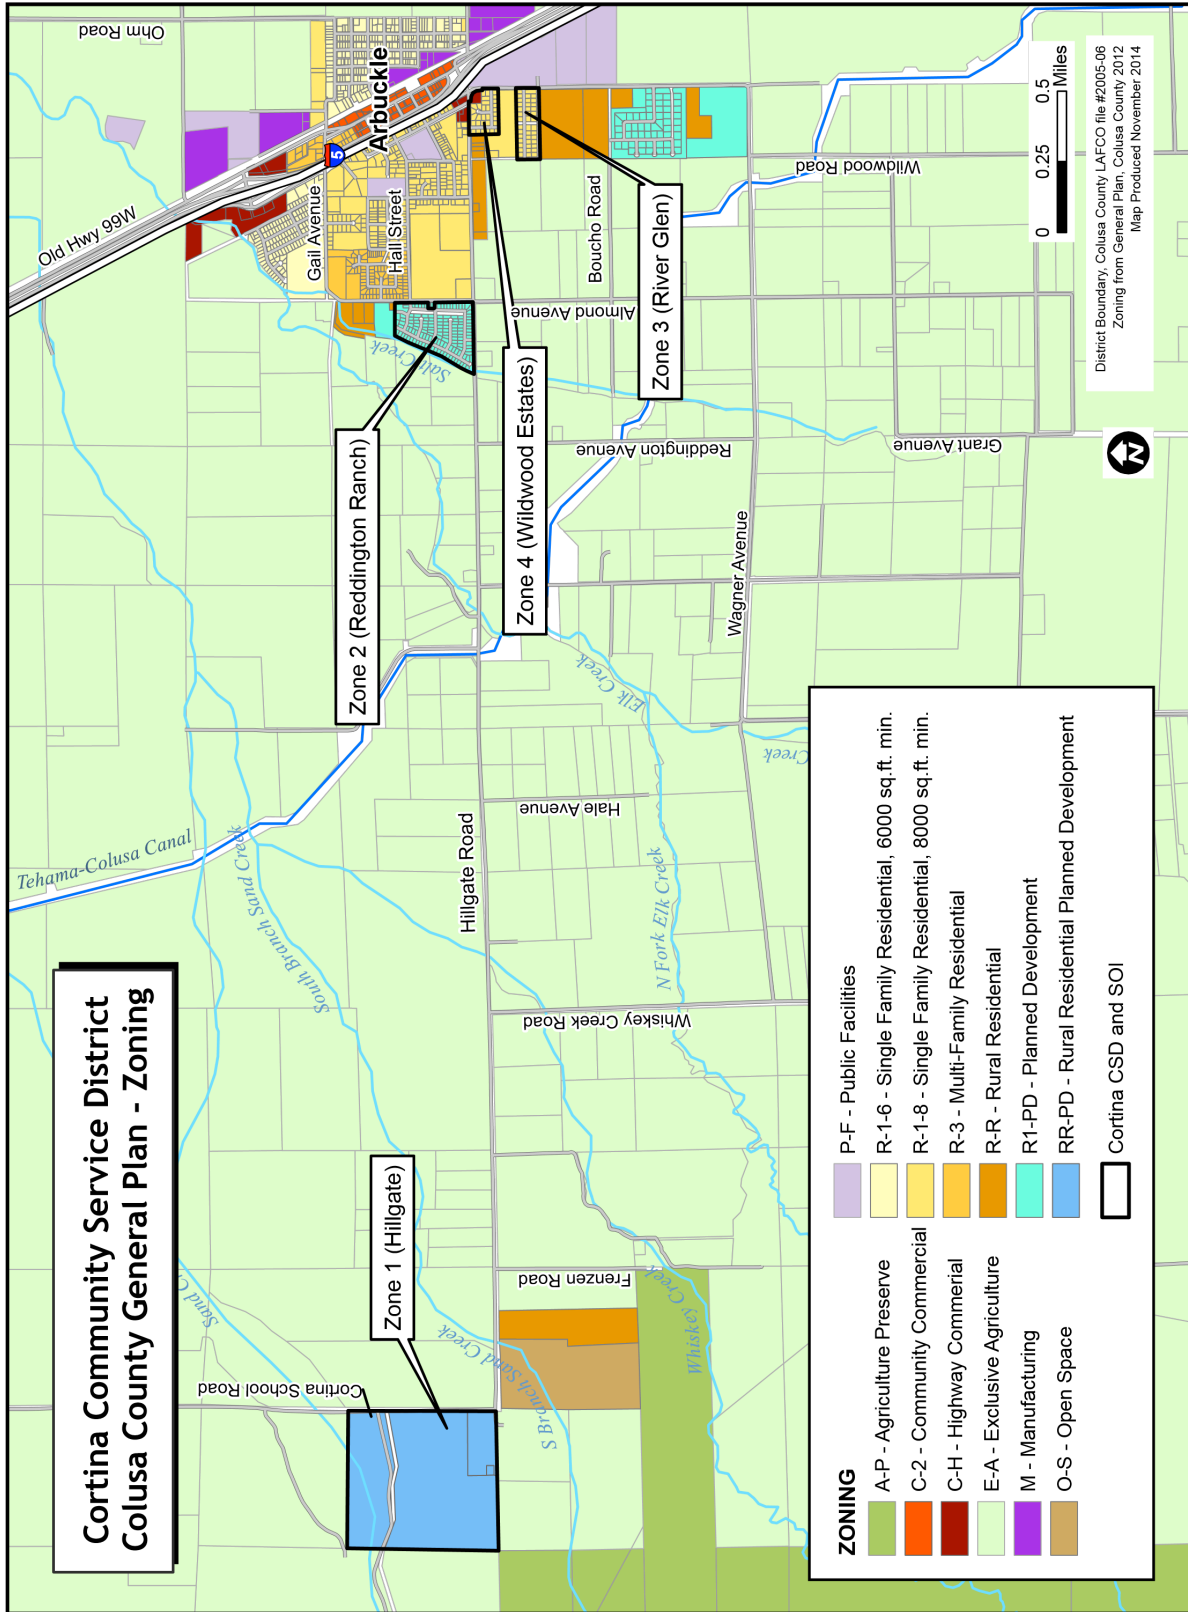 Cortina Community Service District
Colusa County General Plan - Zoning
Ohm Road
Old Hwy 99W
5
Arbuckle
Gail Avenue
Hall Street
Salt Creek
Tehama-Colusa Canal
South Branch Sand Creek
Zone 2 (Reddington Ranch)
Zone 4 (Wildwood Estates)
Zone 3 (River Glen)
Zone 1 (Hillgate)
Almond Avenue
Boucho Road
Wildwood Road
Reddington Avenue
Grant Avenue
Wagner Avenue
Hillgate Road
Hale Avenue
Elk Creek
Creek
N Fork Elk Creek
Whiskey Creek Road
Sand C
Cortina School Road
Frenzen Road
S Branch Sand Creek
Creek
Whiskey Creek
ZONING
A-P - Agriculture Preserve
C-2 - Community Commercial
C-H - Highway Commerial
E-A - Exclusive Agriculture
M - Manufacturing
O-S - Open Space
P-F - Public Facilities
R-1-6 - Single Family Residential, 6000 sq.ft. min.
R-1-8 - Single Family Residential, 8000 sq.ft. min.
R-3 - Multi-Family Residential
R-R - Rural Residential
R1-PD - Planned Development
RR-PD - Rural Residential Planned Development
Cortina CSD and SOI
N
0 0.25 0.5
Miles
District Boundary, Colusa County LAFCO file #2005-06
Zoning from General Plan, Colusa County 2012
Map Produced November 2014